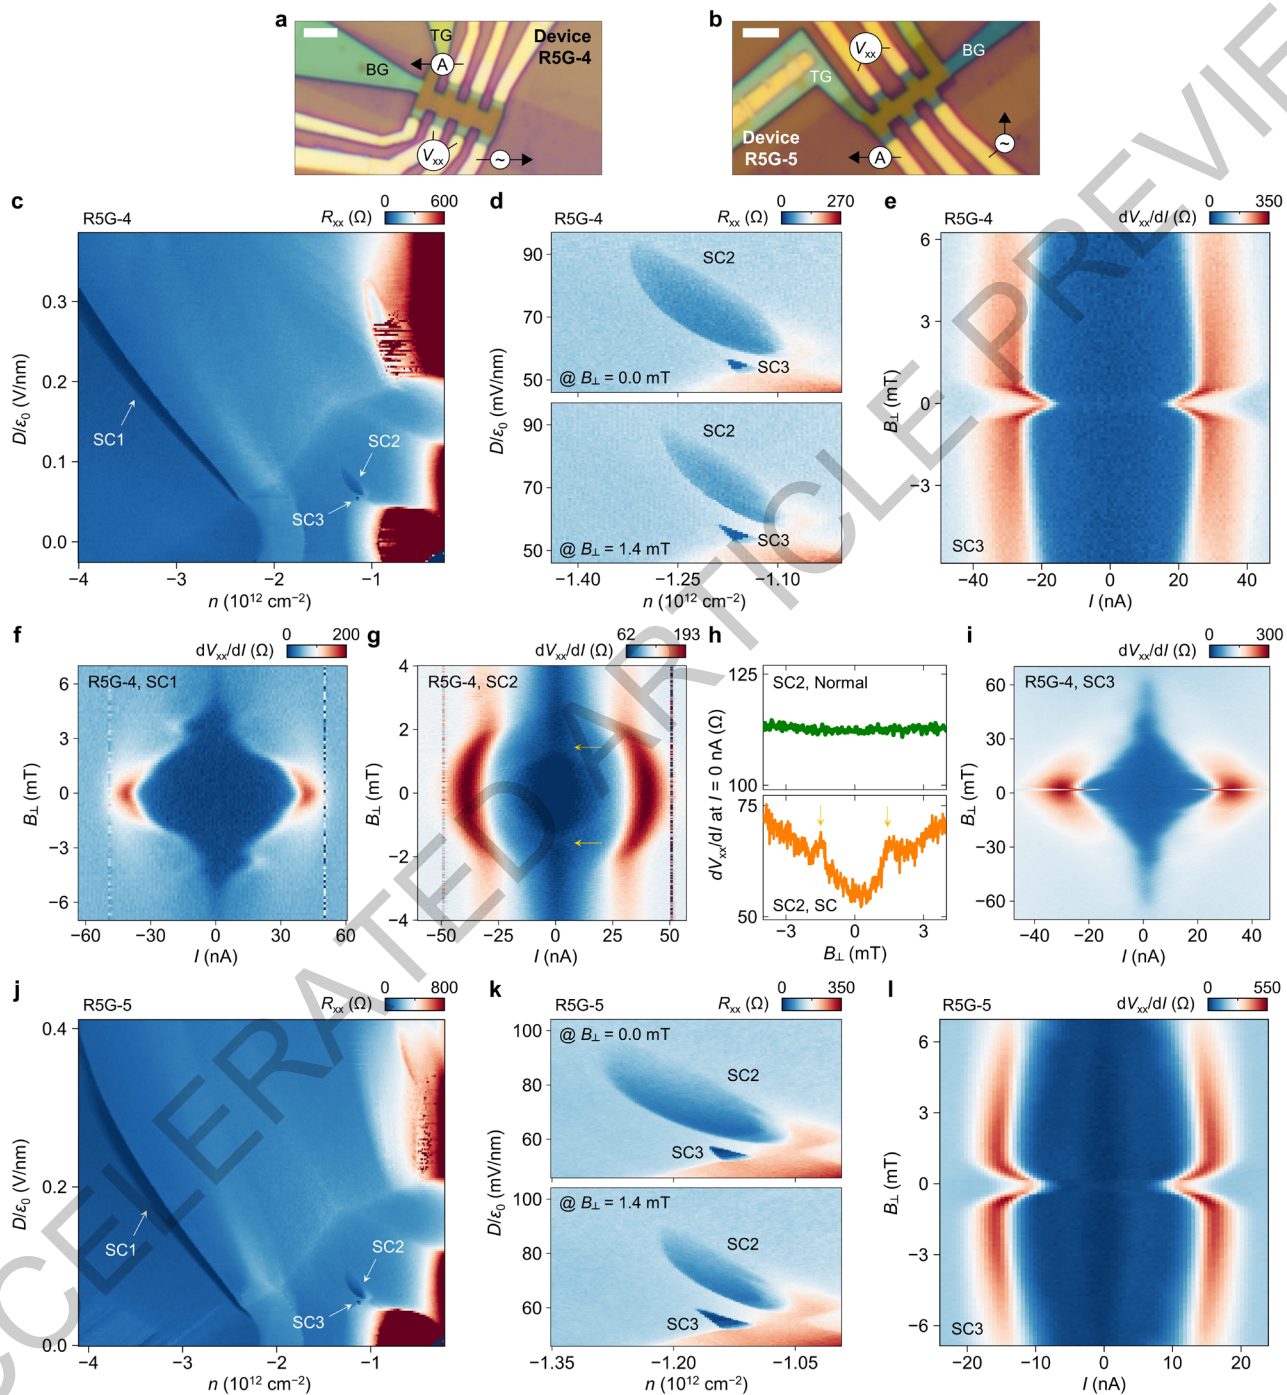 a
TG
BG
A
Device
R5G-4
Vxx
~
b
Vxx
BG
TG
Device
R5G-5
A
~
c
R5G-4
Rxx (Ω)
0 600
D/ε0 (V/nm)
0.3
0.2
0.1
0.0
SC1
SC2
SC3
−4 −3 −2 −1
n (10¹² cm⁻²)
d
R5G-4
Rxx (Ω)
0 270
SC2
SC3
@ B⊥ = 0.0 mT
90
70
50
D/ε0 (mV/nm)
SC2
SC3
@ B⊥ = 1.4 mT
90
70
50
−1.40 −1.25 −1.10
n (10¹² cm⁻²)
e
R5G-4
dVxx/dI (Ω)
0 350
B⊥ (mT)
6
3
0
−3
SC3
−40 −20 0 20 40
I (nA)
f
dVxx/dI (Ω)
0 200
R5G-4, SC1
B⊥ (mT)
6
3
0
−3
−6
−60 −30 0 30 60
I (nA)
g
dVxx/dI (Ω)
62 193
R5G-4, SC2
B⊥ (mT)
4
2
0
−2
−4
−50 −25 0 25 50
I (nA)
h
125
SC2, Normal
100
dVxx/dI at I = 0 nA (Ω)
75
SC2, SC
50
−3 0 3
B⊥ (mT)
i
dVxx/dI (Ω)
0 300
R5G-4, SC3
B⊥ (mT)
60
30
0
−30
−60
−40 −20 0 20 40
I (nA)
j
R5G-5
Rxx (Ω)
0 800
D/ε0 (V/nm)
0.4
0.2
0.0
SC1
SC2
SC3
−4 −3 −2 −1
n (10¹² cm⁻²)
k
R5G-5
Rxx (Ω)
0 350
@ B⊥ = 0.0 mT
SC2
SC3
100
80
60
D/ε0 (mV/nm)
@ B⊥ = 1.4 mT
SC2
SC3
100
80
60
−1.35 −1.20 −1.05
n (10¹² cm⁻²)
l
R5G-5
dVxx/dI (Ω)
0 550
B⊥ (mT)
6
3
0
−3
−6
SC3
−20 −10 0 10 20
I (nA)
CCELERATED ARTICLE PREVIE